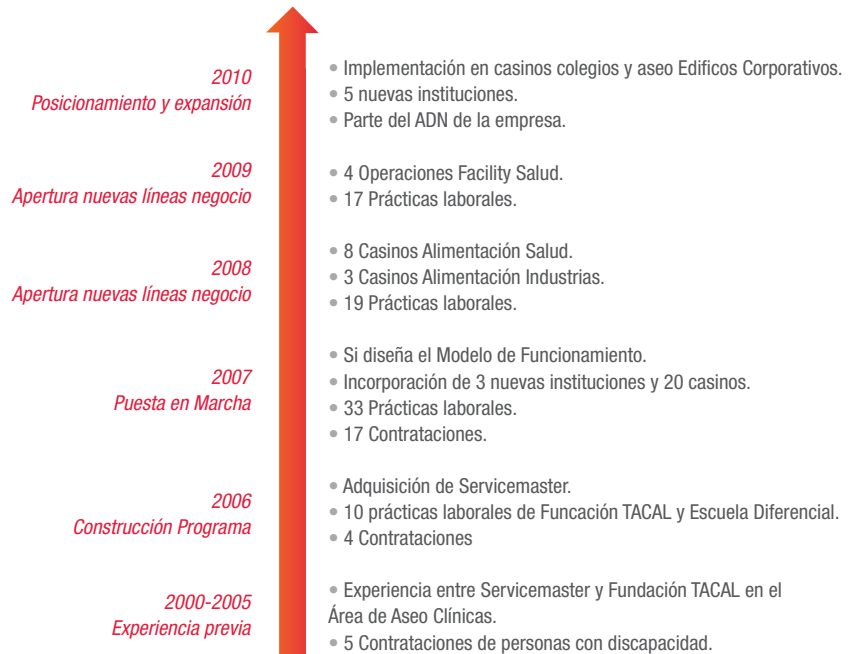 2010
Posicionamiento y expansión
• Implementación en casinos colegios y aseo Edificos Corporativos.
• 5 nuevas instituciones.
• Parte del ADN de la empresa.
2009
Apertura nuevas líneas negocio
• 4 Operaciones Facility Salud.
• 17 Prácticas laborales.
2008
Apertura nuevas líneas negocio
• 8 Casinos Alimentación Salud.
• 3 Casinos Alimentación Industrias.
• 19 Prácticas laborales.
2007
Puesta en Marcha
• Si diseña el Modelo de Funcionamiento.
• Incorporación de 3 nuevas instituciones y 20 casinos.
• 33 Prácticas laborales.
• 17 Contrataciones.
2006
Construcción Programa
• Adquisición de Servicemaster.
• 10 prácticas laborales de Funcación TACAL y Escuela Diferencial.
• 4 Contrataciones
2000-2005
Experiencia previa
• Experiencia entre Servicemaster y Fundación TACAL en el
Área de Aseo Clínicas.
• 5 Contrataciones de personas con discapacidad.